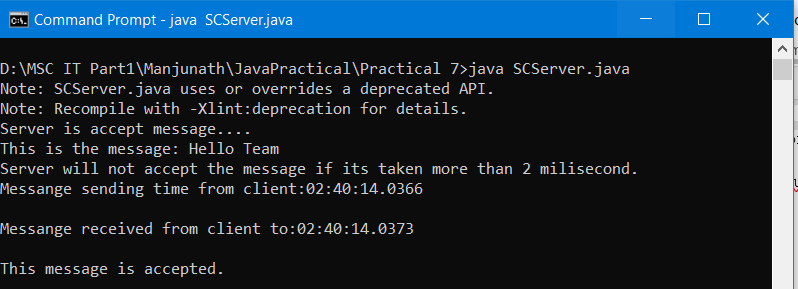 Command Prompt - java  SCServer.java
D:\MSC IT Part1\Manjunath\JavaPractical\Practical 7>java SCServer.java
Note: SCServer.java uses or overrides a deprecated API.
Note: Recompile with -Xlint:deprecation for details.
Server is accept message....
This is the message: Hello Team
Server will not accept the message if its taken more than 2 milisecond.
Messange sending time from client:02:40:14.0366
Messange received from client to:02:40:14.0373
This message is accepted.